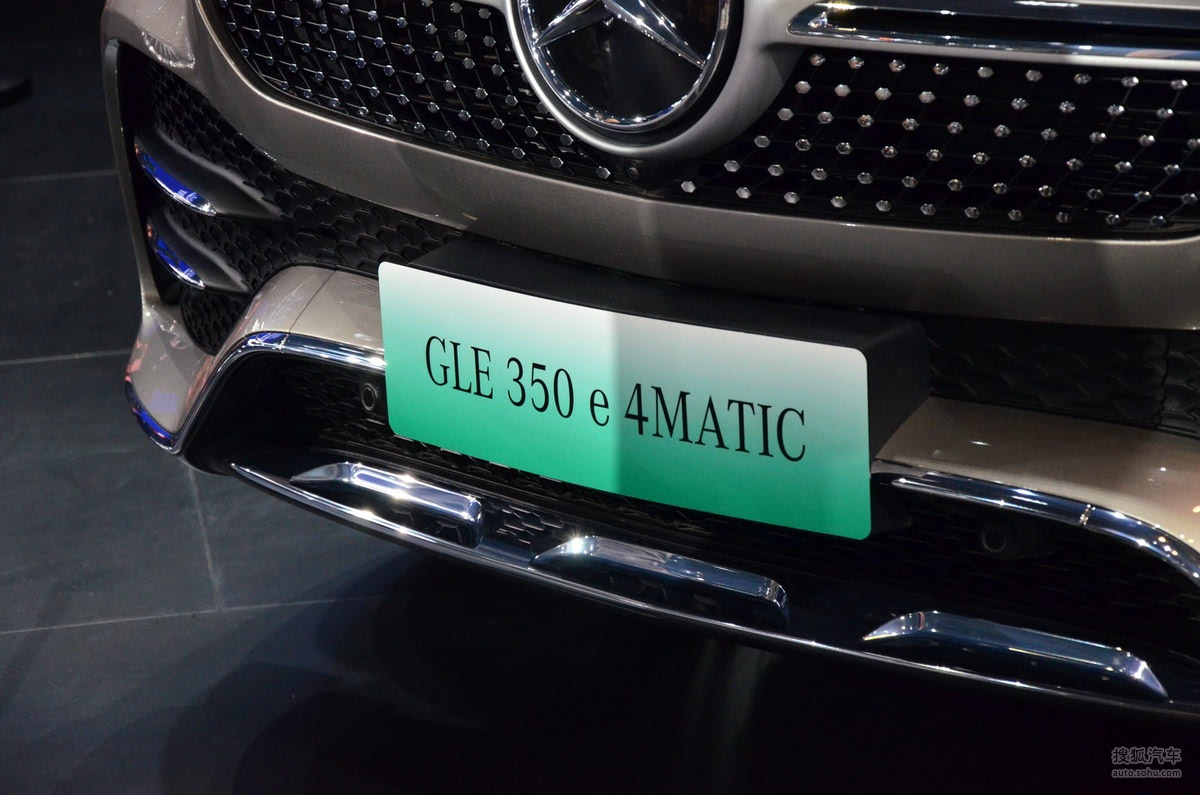 GLE 350 e 4MATIC
搜狐汽车
auto.sohu.com